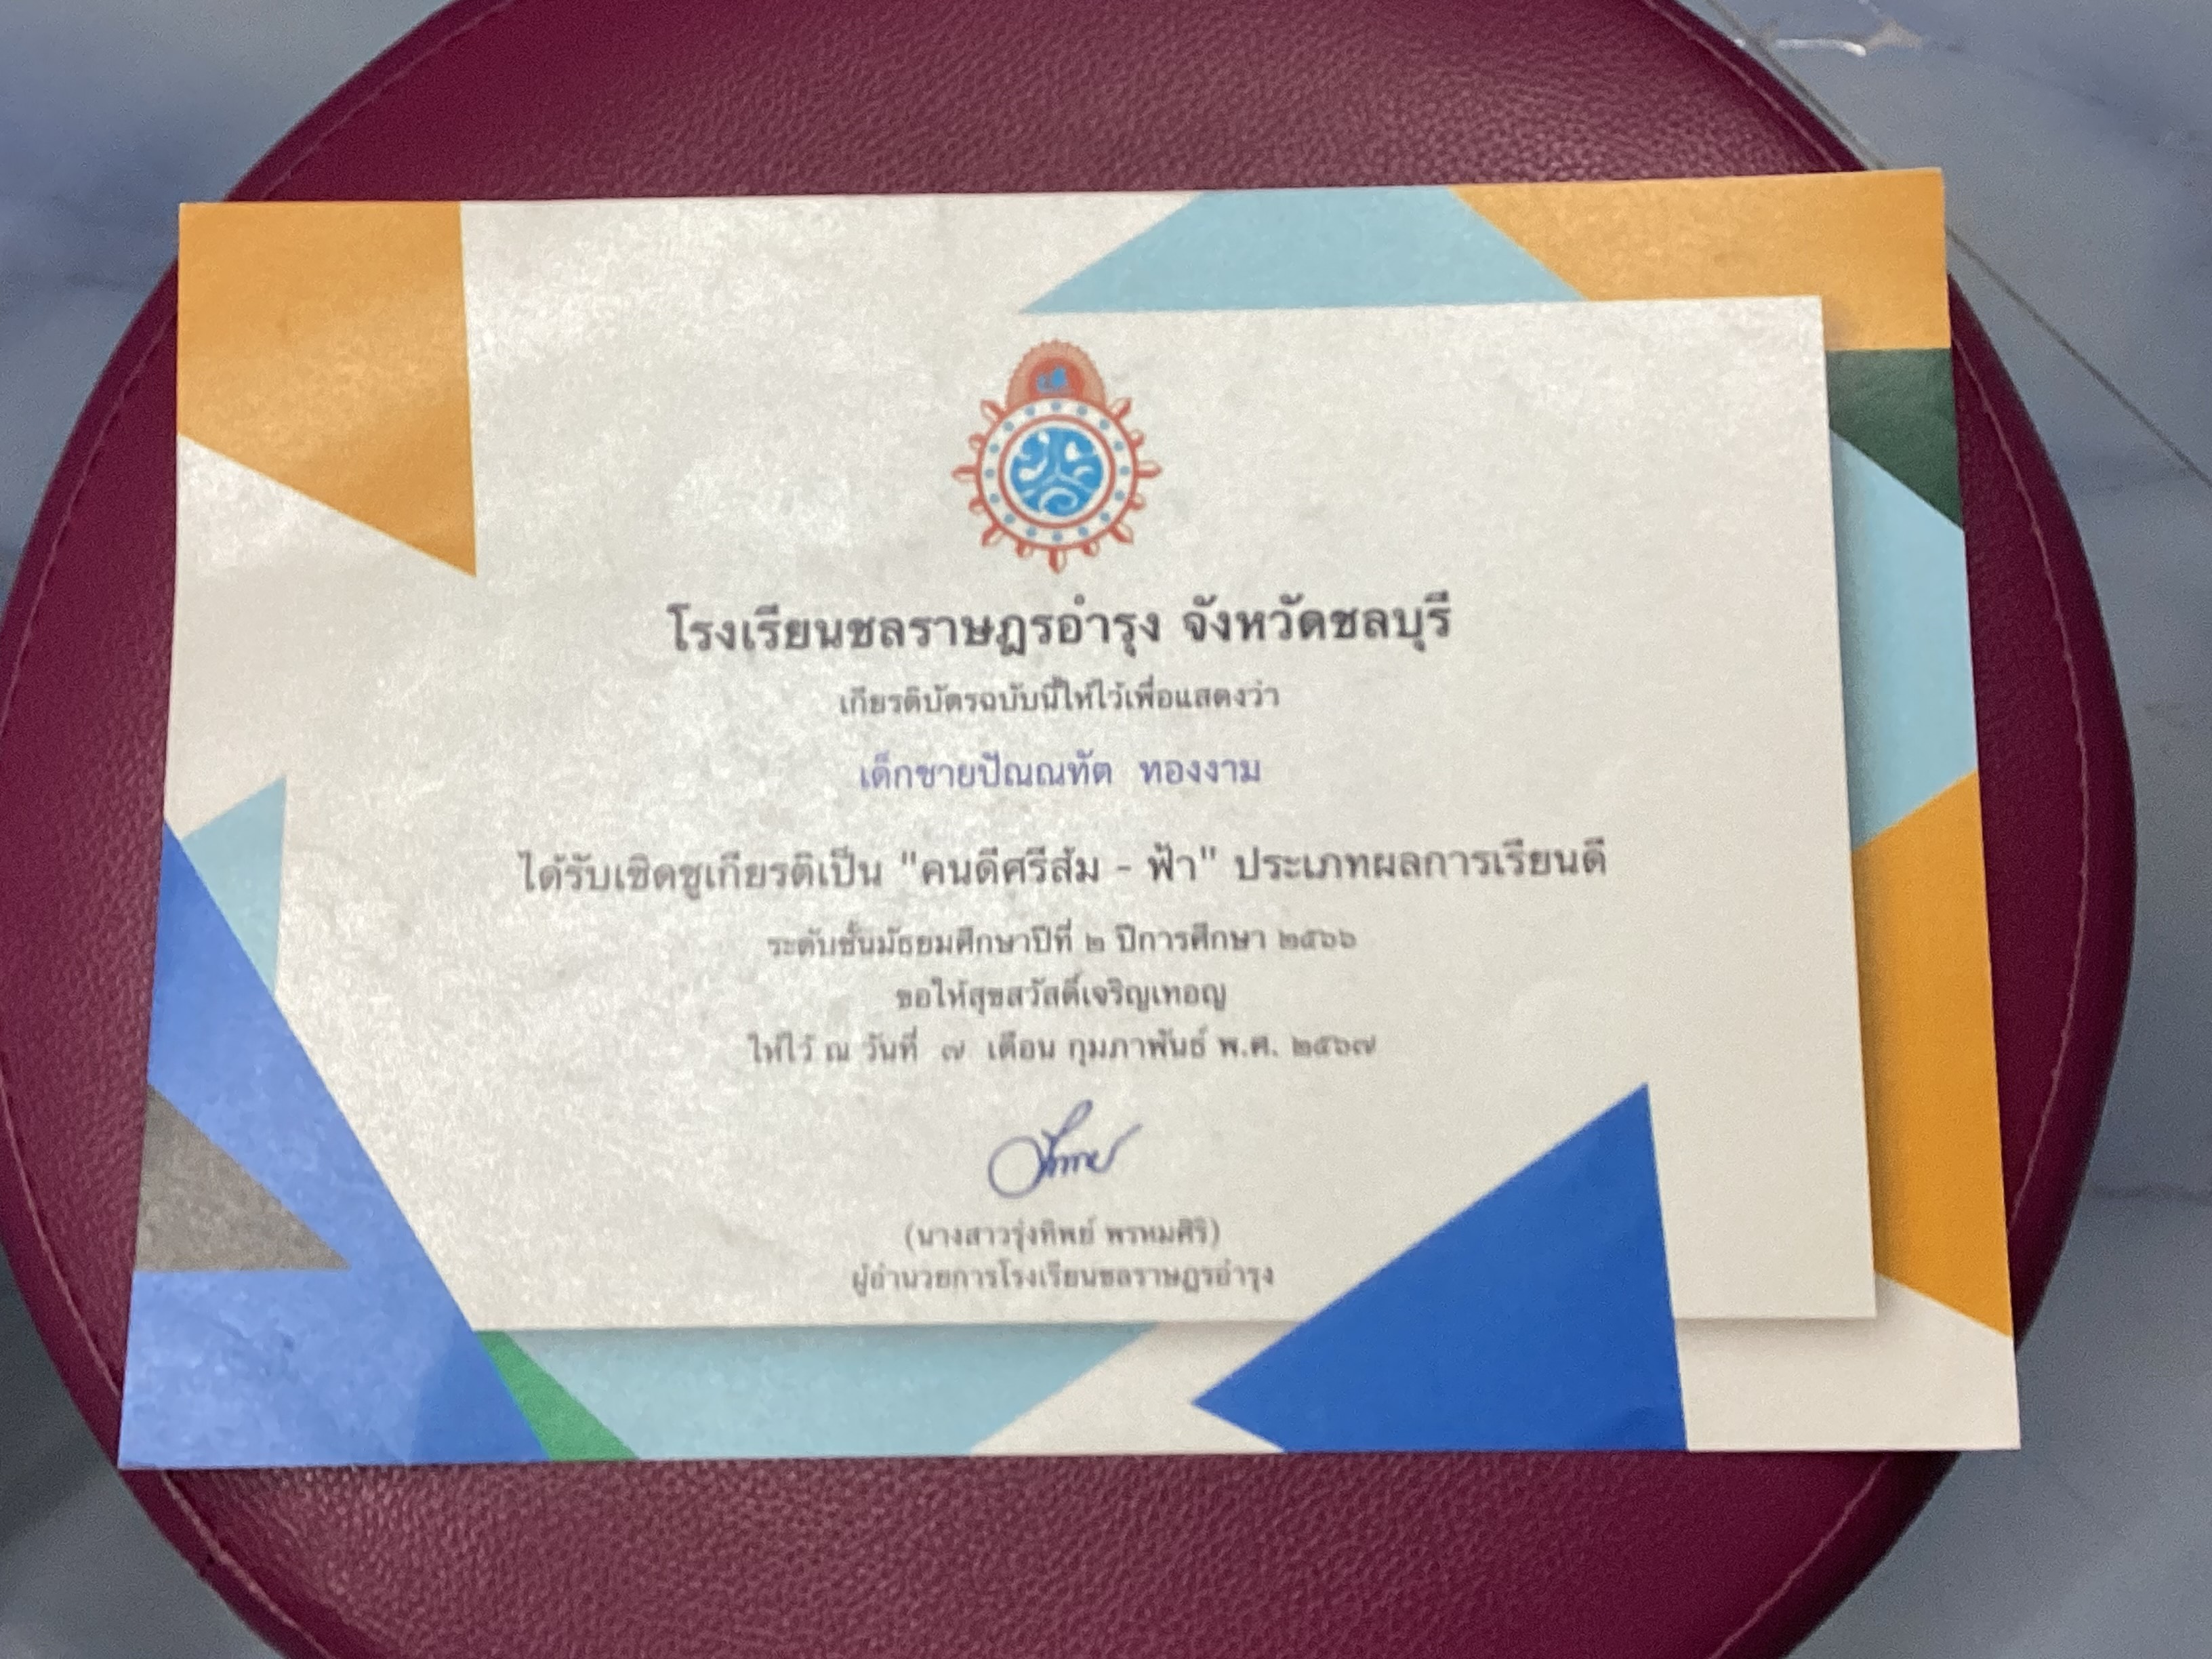 โรงเรียนชลราษฎรอำรุง จังหวัดชลบุรี
เกียรติบัตรฉบับนี้ให้ไว้เพื่อแสดงว่า
เด็กชายปัณณทัต ทองงาม
ได้รับเชิดชูเกียรติเป็น "คนดีศรีส้ม - ฟ้า" ประเภทผลการเรียนดี
ระดับชั้นมัธยมศึกษาปีที่ ๒ ปีการศึกษา ๒๕๖๖
ขอให้สุขสวัสดิ์เจริญเทอญ
ให้ไว้ ณ วันที่ ๗ เดือน กุมภาพันธ์ พ.ศ. ๒๕๖๗
(นางสาวรุ่งทิพย์ พรหมศิริ)
ผู้อำนวยการโรงเรียนชลราษฎรอำรุง